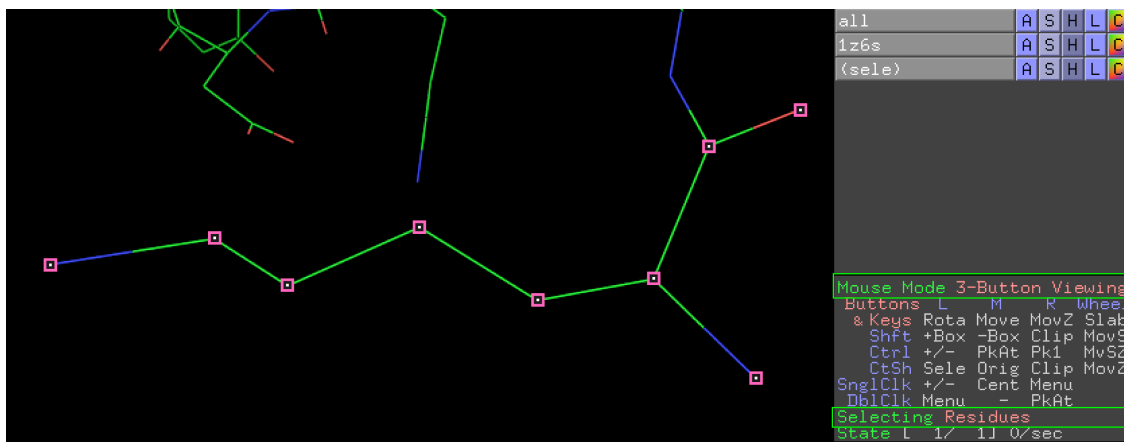 all A S H L C
1z6s A S H L C
(sele) A S H L C
Mouse Mode 3-Button Viewing
Buttons L M R Wheel
& Keys Rota Move MovZ Slab
Shft +Box -Box Clip MovS
Ctrl +/- PkAt Pk1 MvSZ
CtSh Sele Orig Clip MovZ
SnglClk +/- Cent Menu
DblClk Menu - PkAt
Selecting Residues
State [ 1/ 1] 0/sec